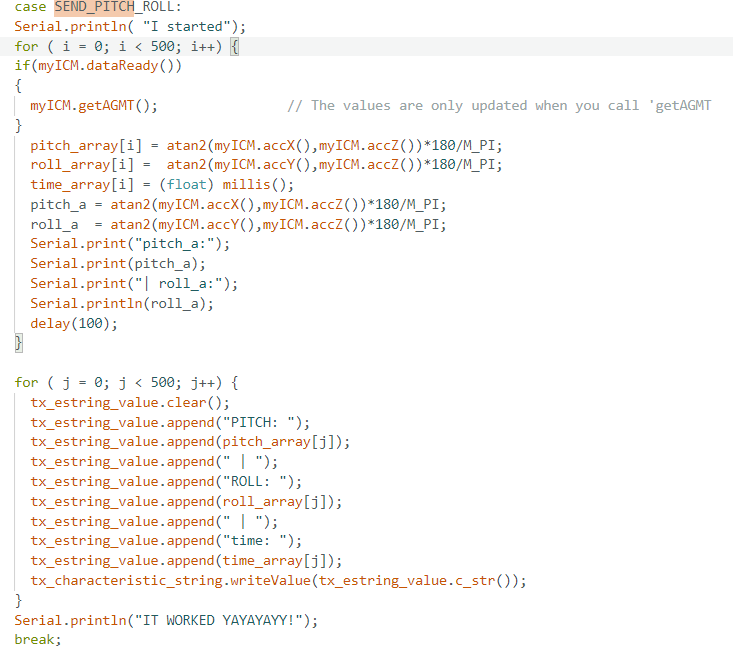 case SEND_PITCH_ROLL:
Serial.println( "I started");
for ( i = 0; i < 500; i++) {
if(myICM.dataReady())
{
  myICM.getAGMT();                // The values are only updated when you call 'getAGMT
}
  pitch_array[i] = atan2(myICM.accX(),myICM.accZ())*180/M_PI;
  roll_array[i] =  atan2(myICM.accY(),myICM.accZ())*180/M_PI;
  time_array[i] = (float) millis();
  pitch_a = atan2(myICM.accX(),myICM.accZ())*180/M_PI;
  roll_a  = atan2(myICM.accY(),myICM.accZ())*180/M_PI;
  Serial.print("pitch_a:");
  Serial.print(pitch_a);
  Serial.print("| roll_a:");
  Serial.println(roll_a);
  delay(100);
}

for ( j = 0; j < 500; j++) {
  tx_estring_value.clear();
  tx_estring_value.append("PITCH: ");
  tx_estring_value.append(pitch_array[j]);
  tx_estring_value.append(" | ");
  tx_estring_value.append("ROLL: ");
  tx_estring_value.append(roll_array[j]);
  tx_estring_value.append(" | ");
  tx_estring_value.append("time: ");
  tx_estring_value.append(time_array[j]);
  tx_characteristic_string.writeValue(tx_estring_value.c_str());
}
Serial.println("IT WORKED YAYAYAYY!");
break;